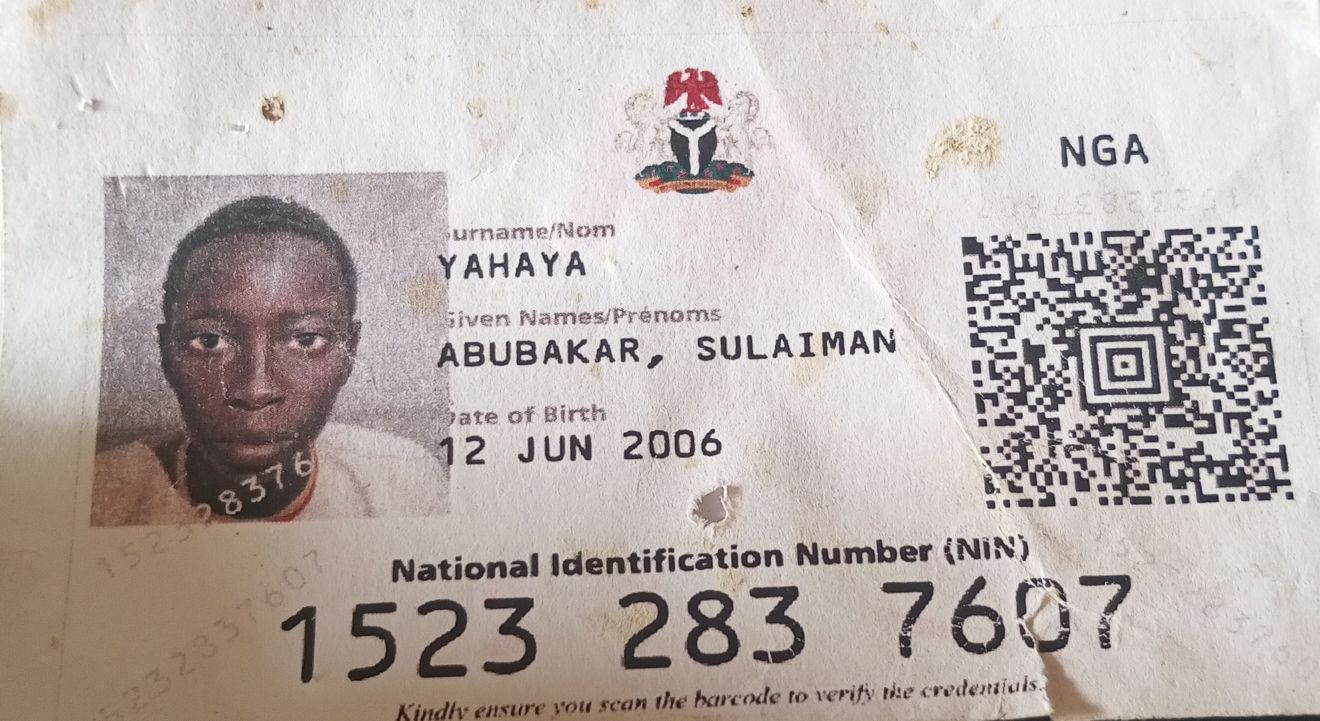 NGA
Surname/Nom
YAHAYA
Given Names/Prénoms
ABUBAKAR, SULAIMAN
Date of Birth
12 JUN 2006
National Identification Number (NIN)
1523 283 7607
Kindly ensure you scan the barcode to verify the credentials.